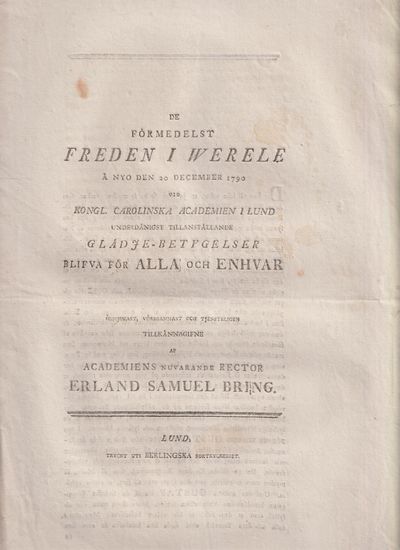 DE
FÖRMEDELST
FREDEN I WERELE
Å NYO DEN 20 DECEMBER 1790
VID
KONGL. CAROLINSKA ACADEMIEN I LUND
UNDERDÅNIGST TILLANSTÄLLANDE
GLÄDJE-BETYGELSER
BLIFVA FÖR ALLA OCH ENHVAR
VÖRDSAMMAST OCH TJENSTELIGEN
TILLKÄNNAGIFNE
AF
ACADEMIENS NUVARANDE RECTOR
ERLAND SAMUEL BRING.
LUND,
TRYCKT UTI BERLINGSKA BOKTRYCKERIET.